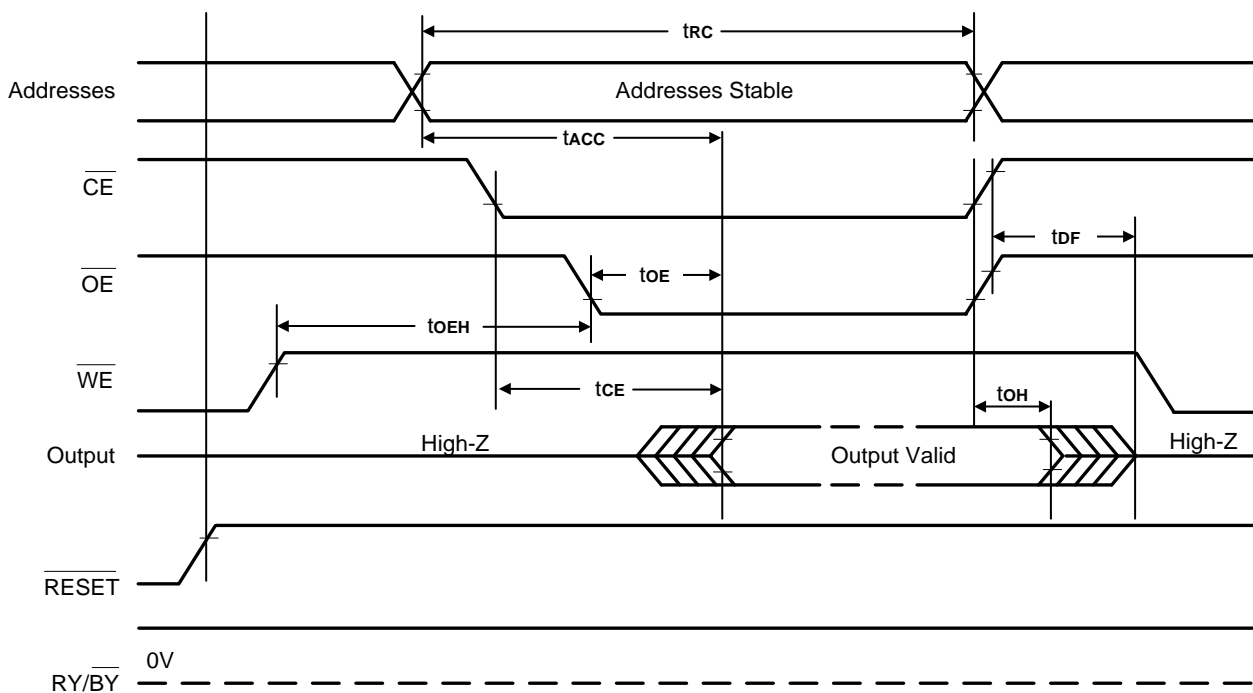 tRC
Addresses
Addresses Stable
tACC
CE
tDF
OE
tOE
tOEH
WE
tCE
tOH
Output
High-Z
Output Valid
High-Z
RESET
0V
RY/BY